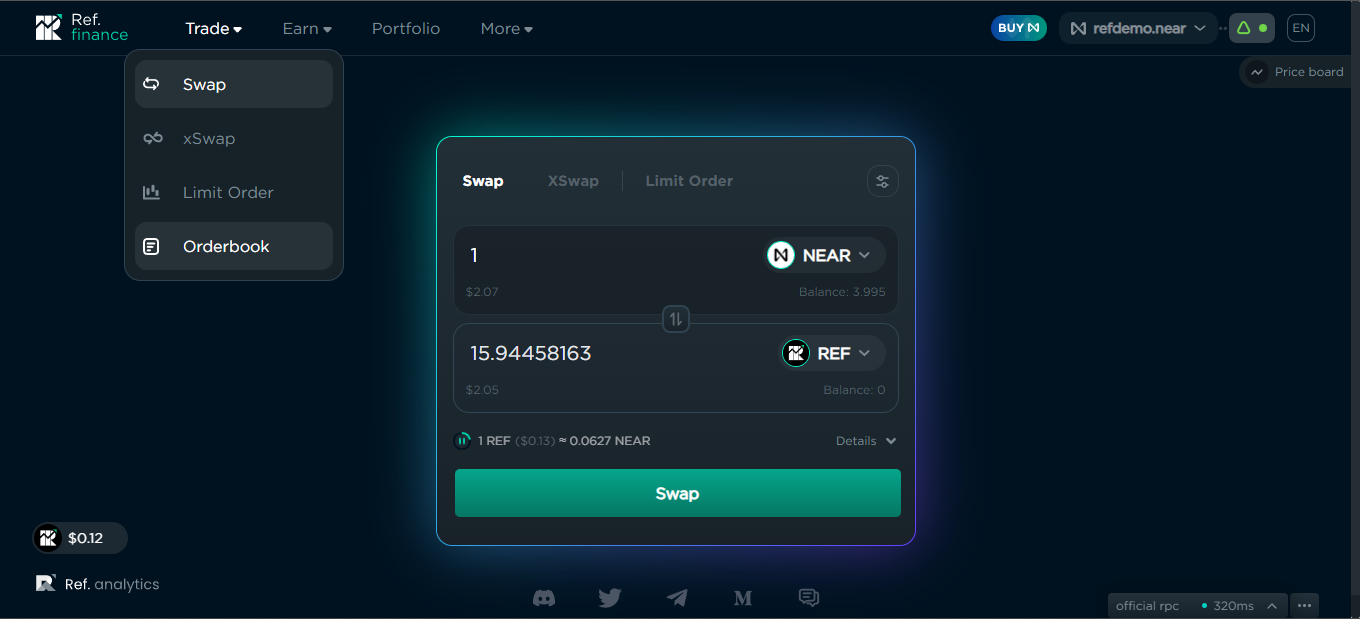 Ref.
finance
Trade Earn Portfolio More
BUY refdemo.near EN
Price board
Swap
xSwap
Limit Order
Orderbook
Swap XSwap Limit Order
1 NEAR
$2.07 Balance: 3.995
15.94458163 REF
$2.05 Balance: 0
1 REF ($0.13) ≈ 0.0627 NEAR Details
Swap
$0.12
Ref. analytics
official rpc 320ms